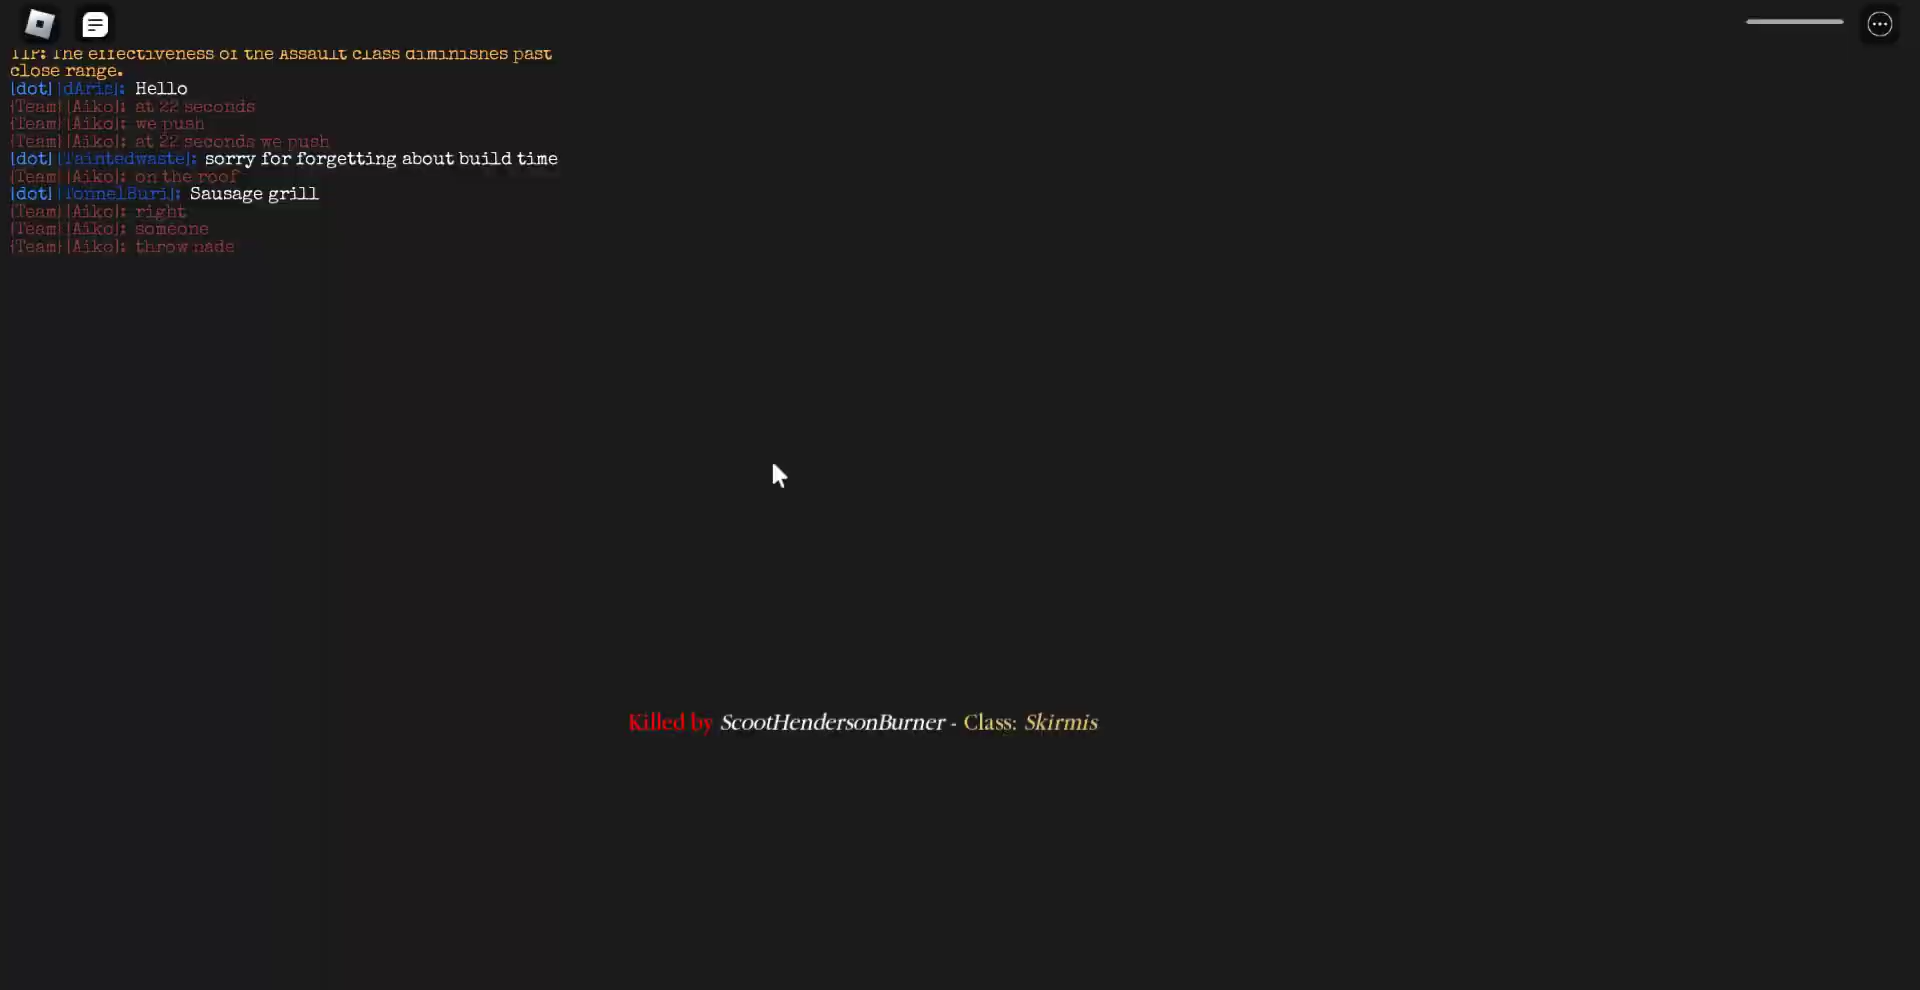 TIP: The effectiveness of the Assault class diminishes past
close range.
[dot] [dAris]: Hello
{Team} [Aiko]: at 22 seconds
{Team} [Aiko]: we push
{Team} [Aiko]: at 22 seconds we push
[dot] [Taintedwaste]: sorry for forgetting about build time
{Team} [Aiko]: on the roof
[dot] [TonnelBuri]: Sausage grill
{Team} [Aiko]: right
{Team} [Aiko]: someone
{Team} [Aiko]: throw nade
Killed by ScootHendersonBurner - Class: Skirmis